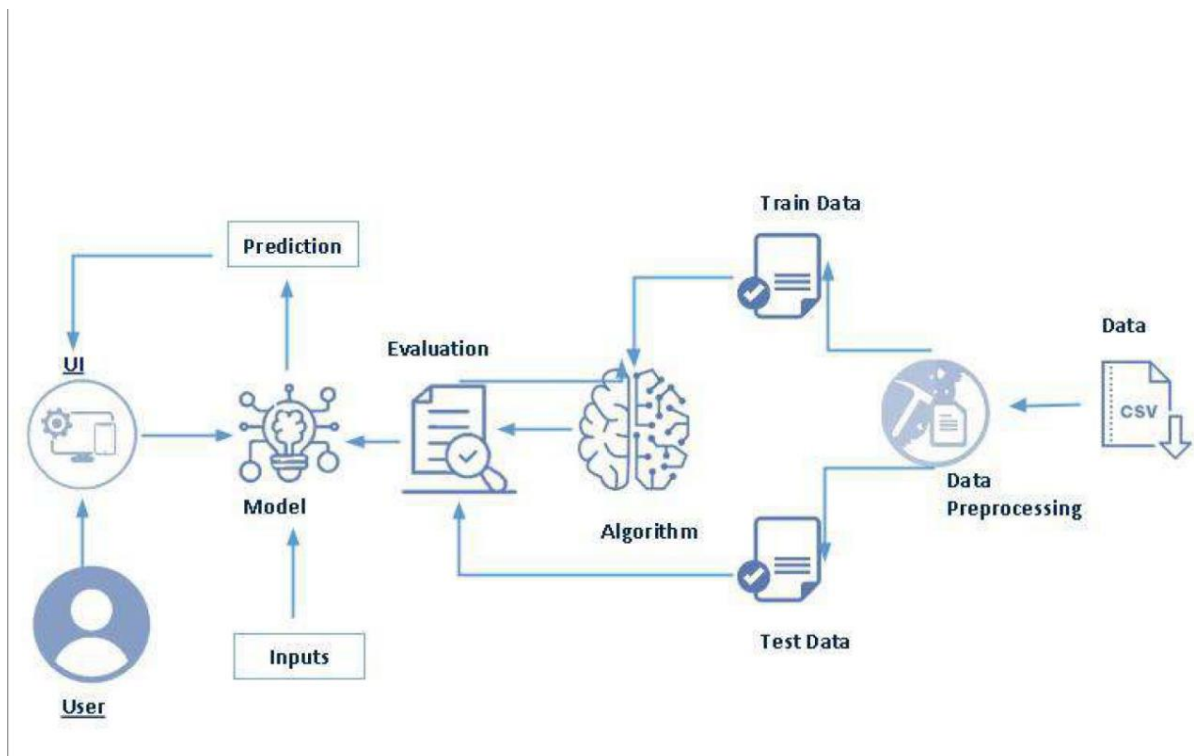 Train Data
Prediction
Data
Evaluation
UI
CSV
Model
Data
Preprocessing
Algorithm
Test Data
Inputs
User